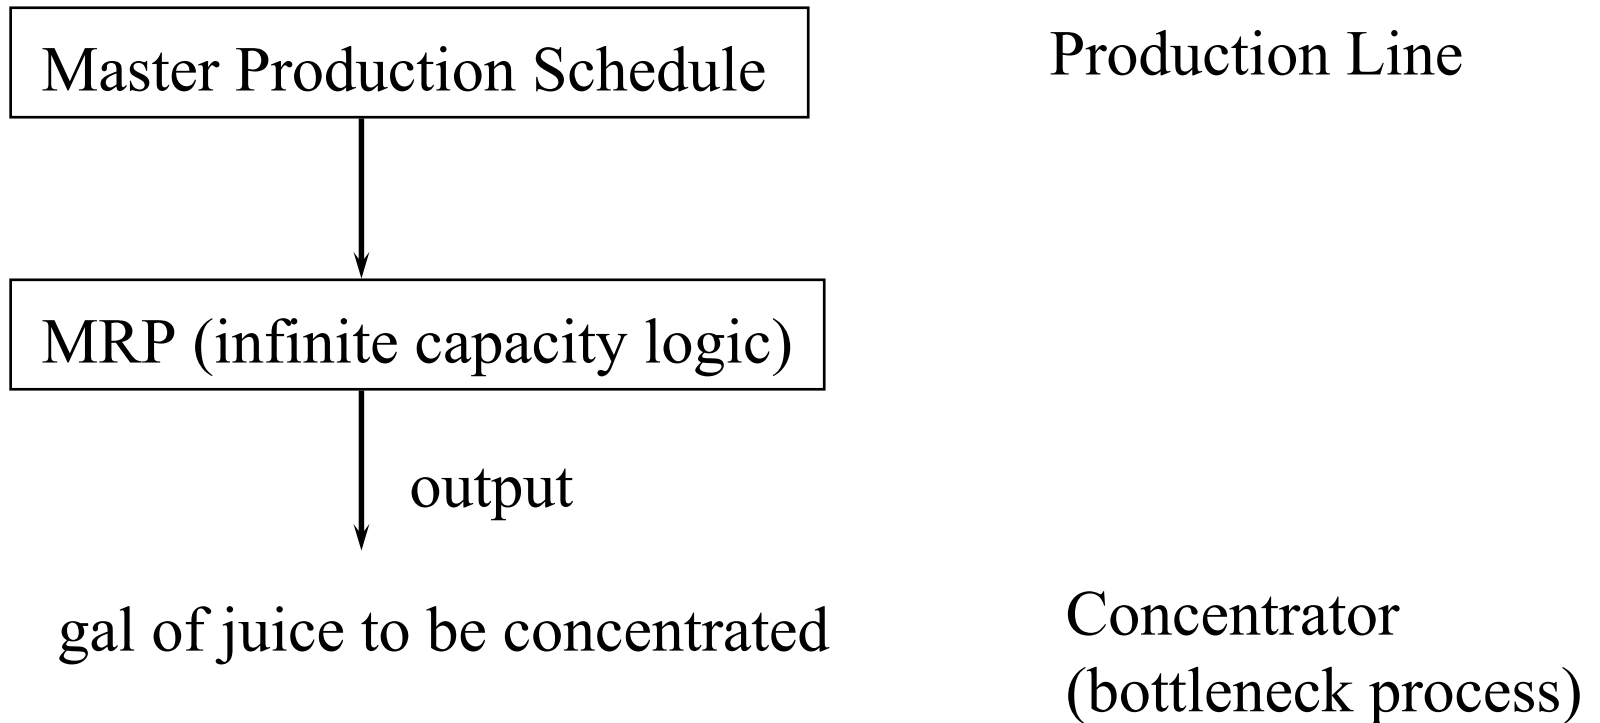 Master Production Schedule
Production Line
MRP (infinite capacity logic)
output
gal of juice to be concentrated
Concentrator
(bottleneck process)